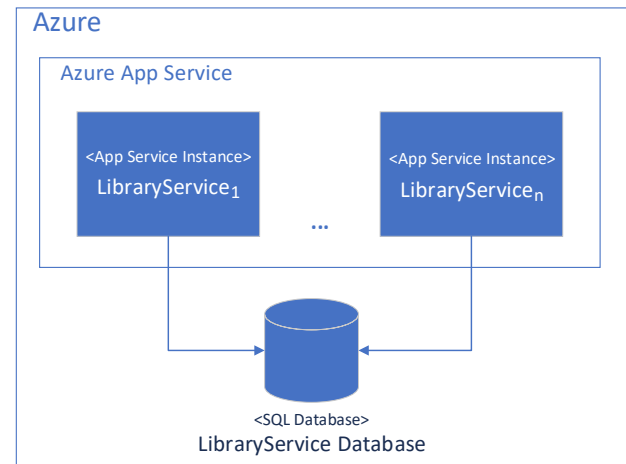 Azure
Azure App Service
<App Service Instance>
LibraryService1
...
<App Service Instance>
LibraryServicen
<SQL Database>
LibraryService Database